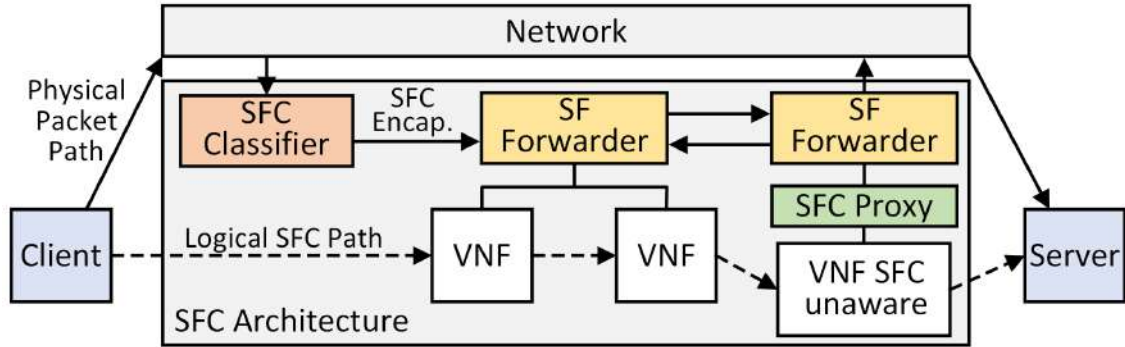 Network
Physical
Packet
Path
SFC
Classifier
SFC
Encap.
SF
Forwarder
SF
Forwarder
SFC Proxy
Client
Logical SFC Path
VNF
VNF
VNF SFC
unaware
Server
SFC Architecture